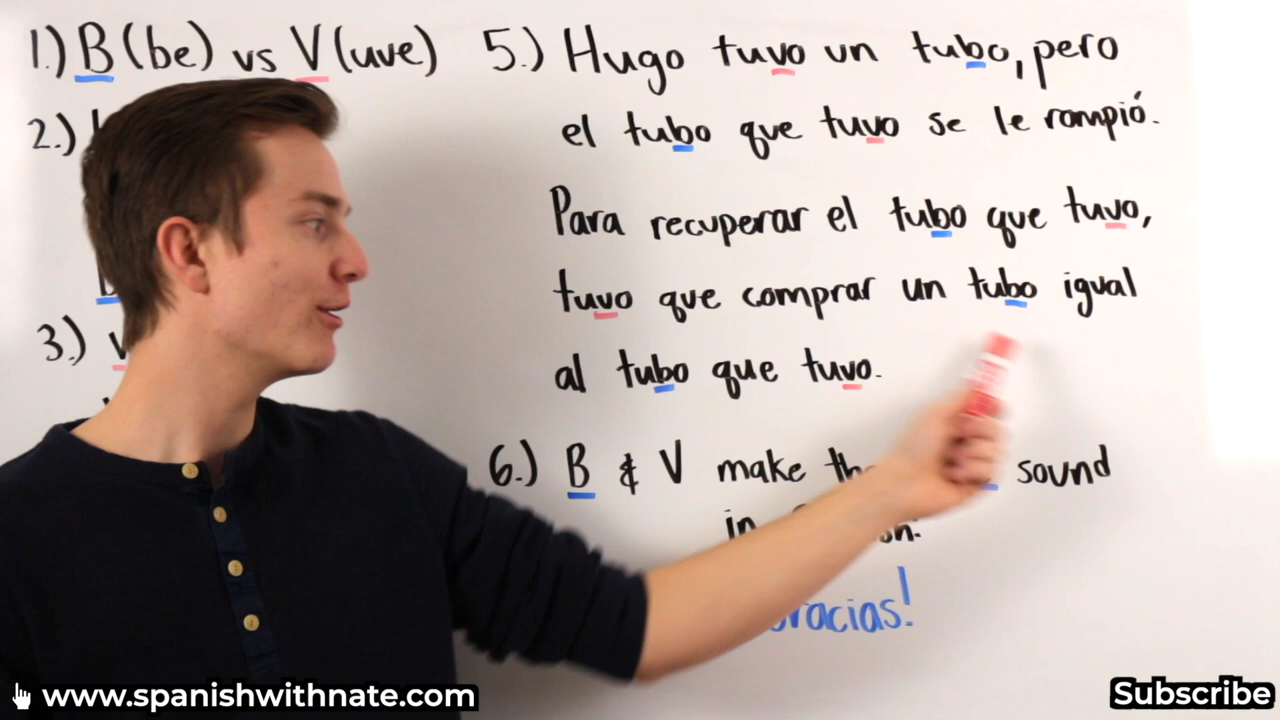 1.) B (be) vs V (uve)
2.)
3.)
5.) Hugo tuvo un tubo, pero
el tubo que tuvo se le rompió.
Para recuperar el tubo que tuvo,
tuvo que comprar un tubo igual
al tubo que tuvo.
6.) B & V make sound
in
Gracias!
www.spanishwithnate.com
Subscribe